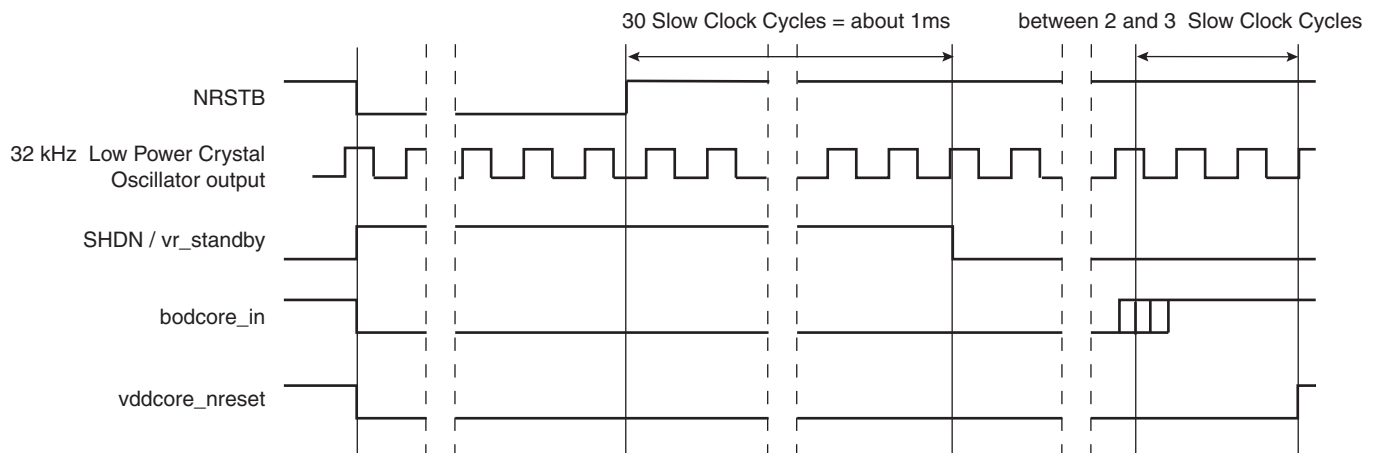 30 Slow Clock Cycles = about 1ms
between 2 and 3 Slow Clock Cycles
NRSTB
32 kHz Low Power Crystal
Oscillator output
SHDN / vr_standby
bodcore_in
vddcore_nreset